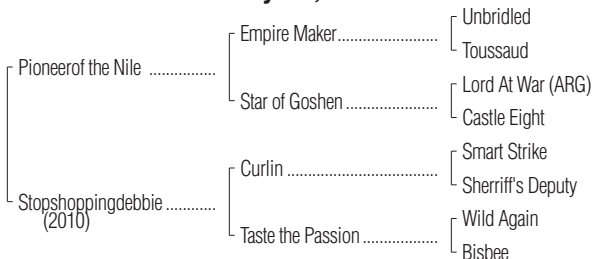 Pioneerof the Nile ...............
Stopshoppingdebbie ...........
(2010)
Empire Maker......................
Star of Goshen ....................
Curlin .................................
Taste the Passion .................
Unbridled
Toussaud
Lord At War (ARG)
Castle Eight
Smart Strike
Sherriff's Deputy
Wild Again
Bisbee